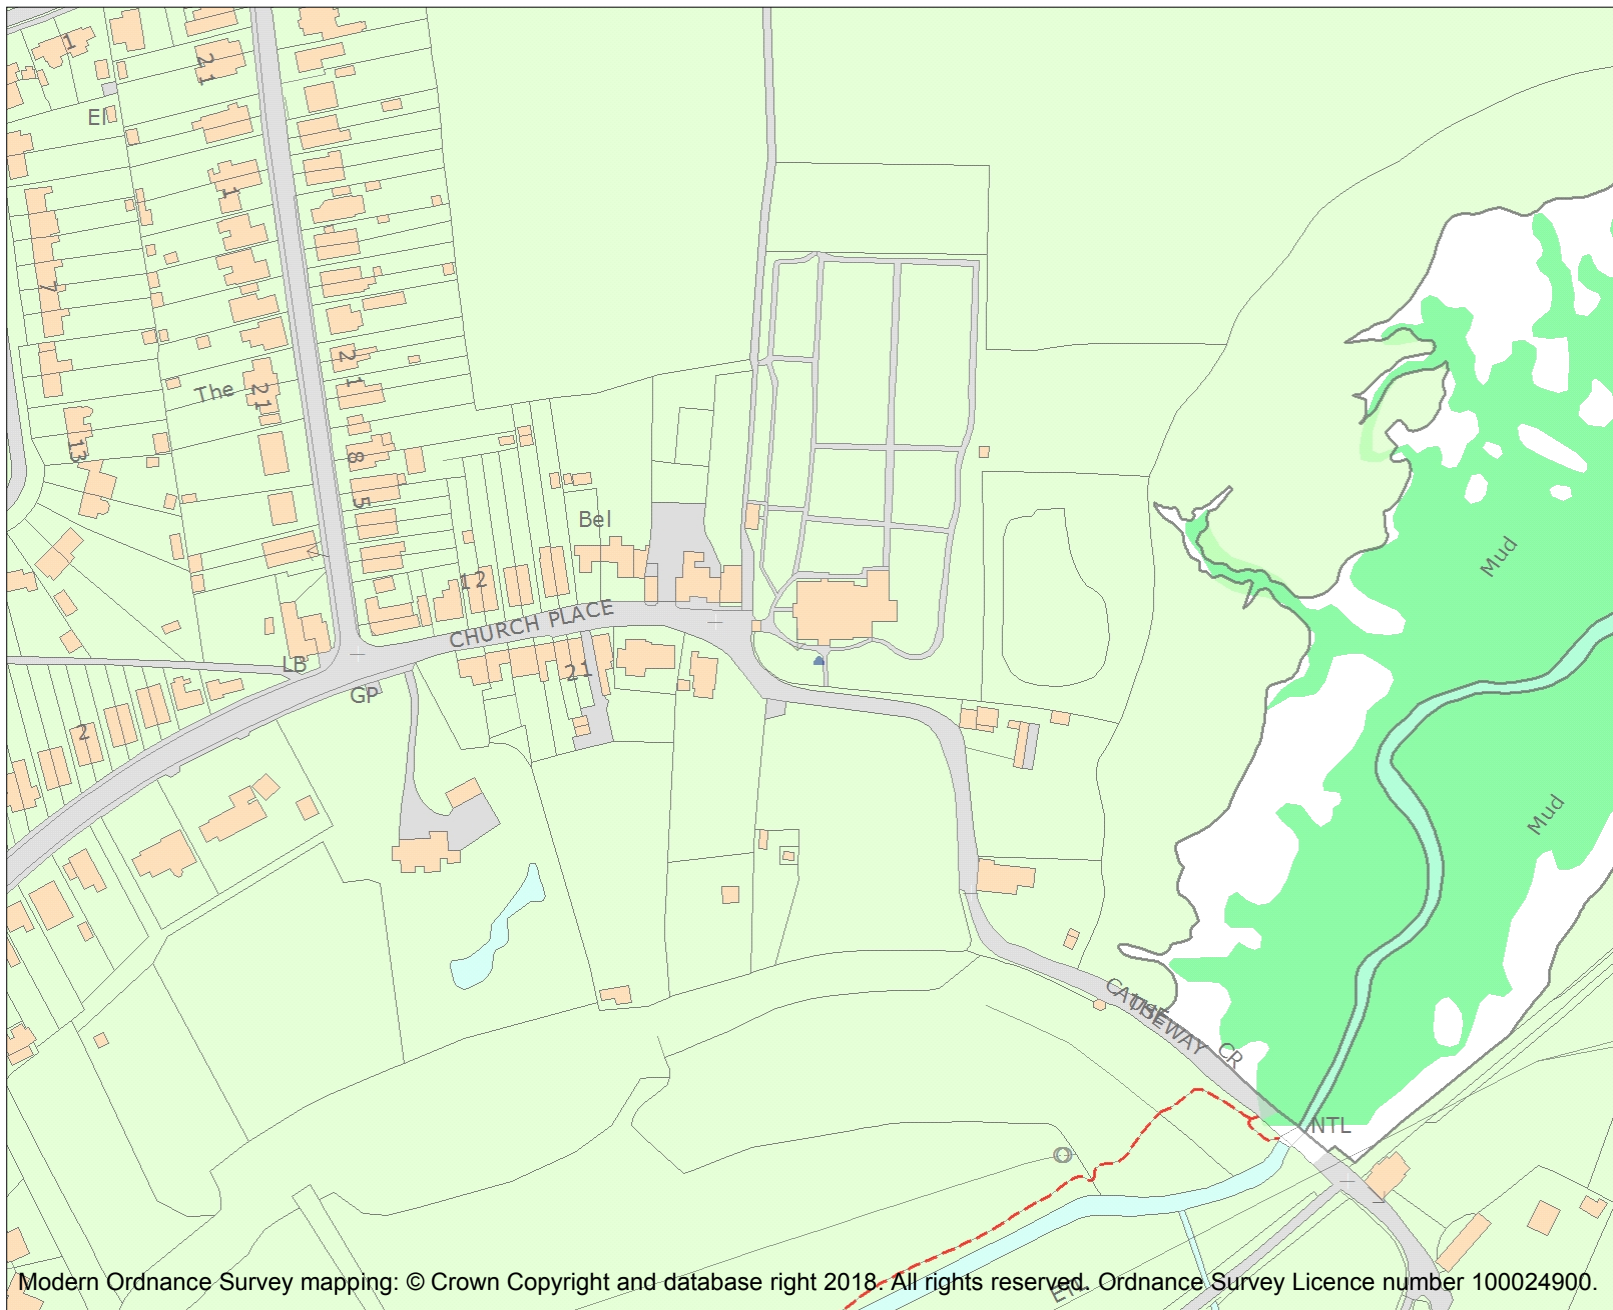 1
21
El
1
7
The
21
21
13
8
5
Bel
12
CHURCH PLACE
LB
21
GP
2
Mud
Mud
CAUSEWAY
THE
CR
NTL
Modern Ordnance Survey mapping: © Crown Copyright and database right 2018. All rights reserved. Ordnance Survey Licence number 100024900.